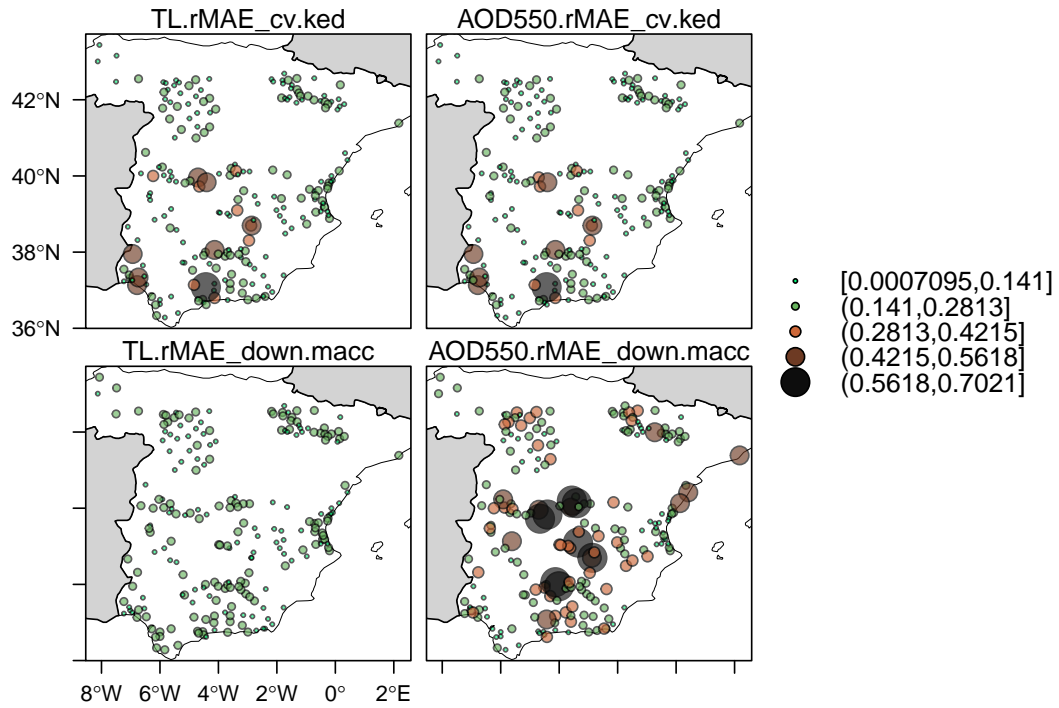 TL.rMAE_cv.ked
AOD550.rMAE_cv.ked
42°N
40°N
38°N
36°N
TL.rMAE_down.macc
AOD550.rMAE_down.macc
8°W 6°W 4°W 2°W 0° 2°E
[0.0007095,0.141]
(0.141,0.2813]
(0.2813,0.4215]
(0.4215,0.5618]
(0.5618,0.7021]